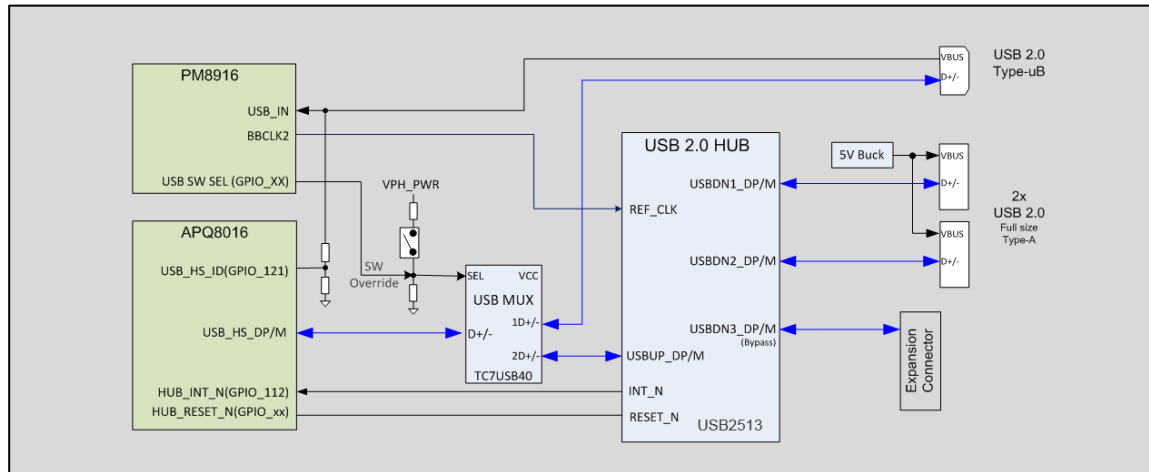 PM8916
USB_IN
BBCLK2
USB SW SEL (GPIO_XX)
APQ8016
USB_HS_ID(GPIO_121)
USB_HS_DP/M
HUB_INT_N(GPIO_112)
HUB_RESET_N(GPIO_xx)
VPH_PWR
SW
Override
SEL
VCC
USB MUX
1D+/-
D+/-
2D+/-
TC7USB40
USB 2.0 HUB
USBDN1_DP/M
REF_CLK
USBDN2_DP/M
USBDN3_DP/M
(Bypass)
USBUP_DP/M
INT_N
RESET_N
USB2513
5V Buck
VBUS
D+/-
USB 2.0
Type-uB
VBUS
D+/-
VBUS
D+/-
2x
USB 2.0
Full size
Type-A
Expansion
Connector